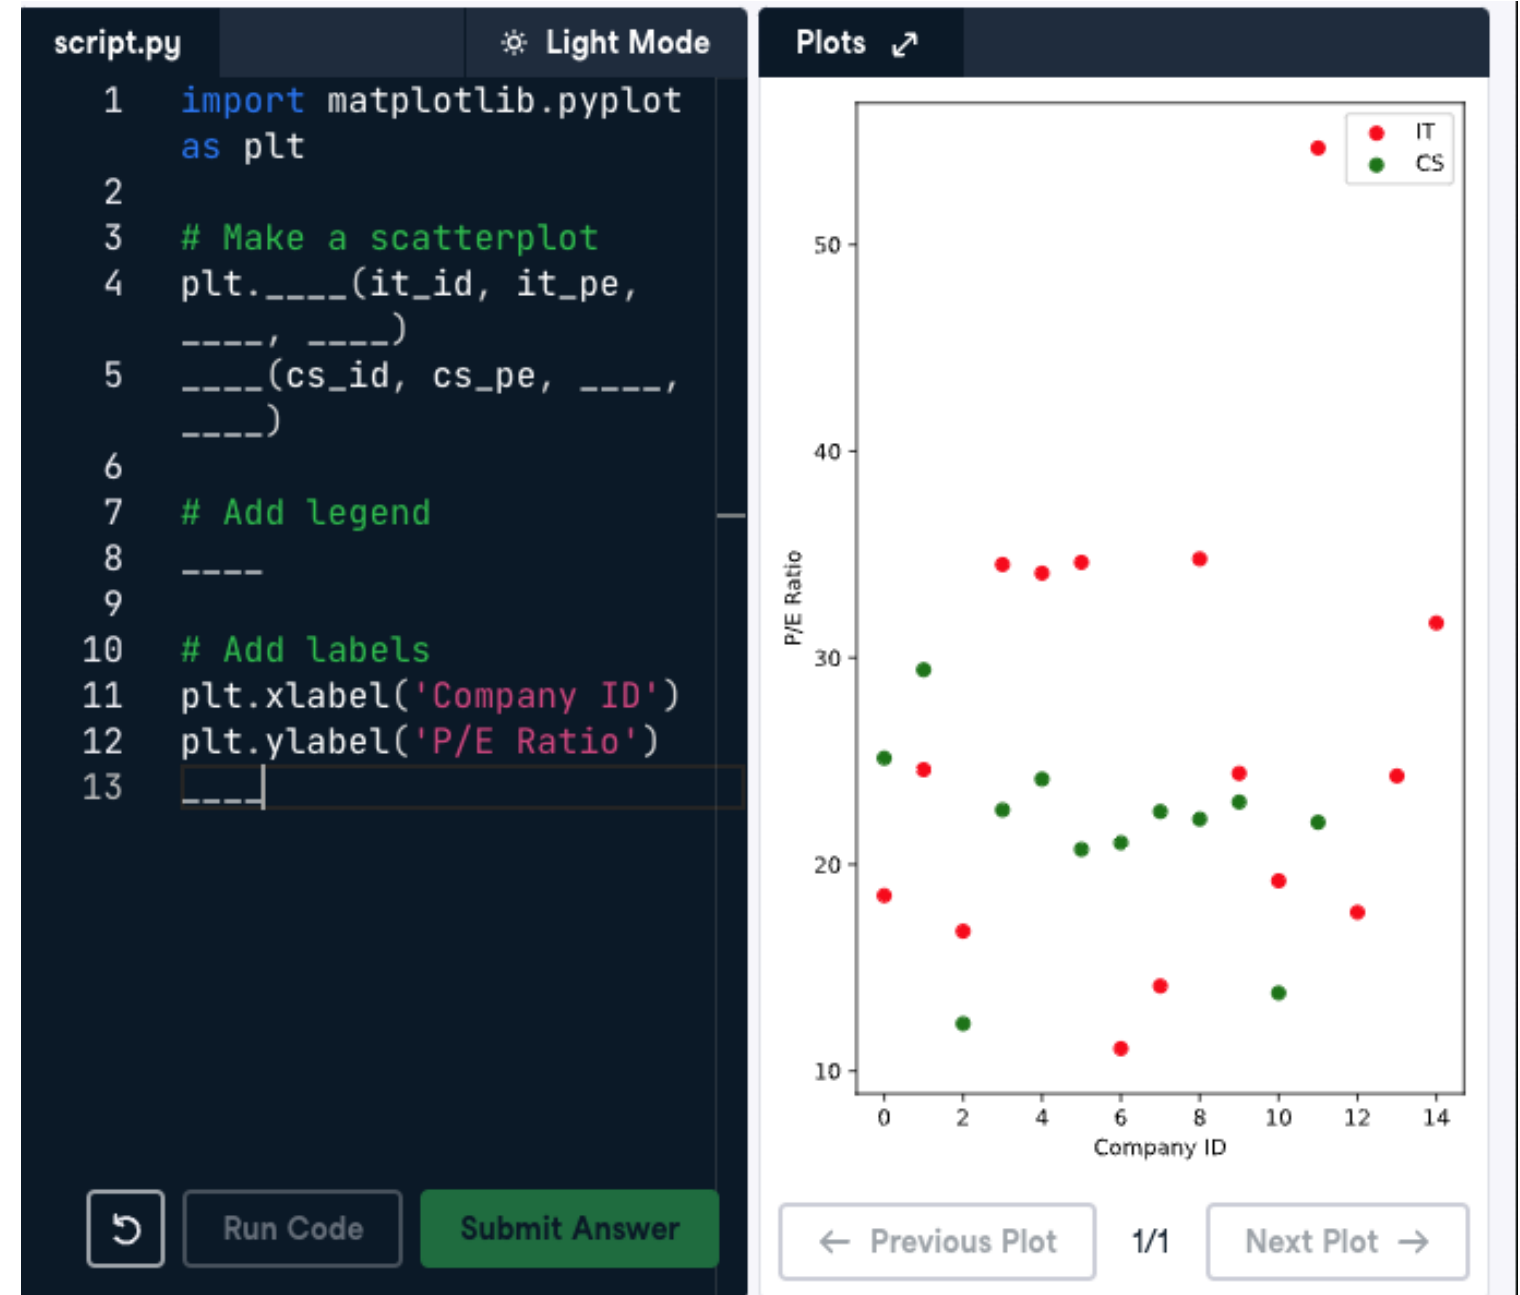 script.py
Light Mode
1 import matplotlib.pyplot
as plt
2
3 # Make a scatterplot
4 plt.____(it_id, it_pe,
____, ____)
5 ____(cs_id, cs_pe, ____,
____)
6
7 # Add legend
8 ____
9
10 # Add labels
11 plt.xlabel('Company ID')
12 plt.ylabel('P/E Ratio')
13 ____
Run Code
Submit Answer
Plots
IT
CS
50
40
30
20
10
P/E Ratio
0 2 4 6 8 10 12 14
Company ID
← Previous Plot
1/1
Next Plot →